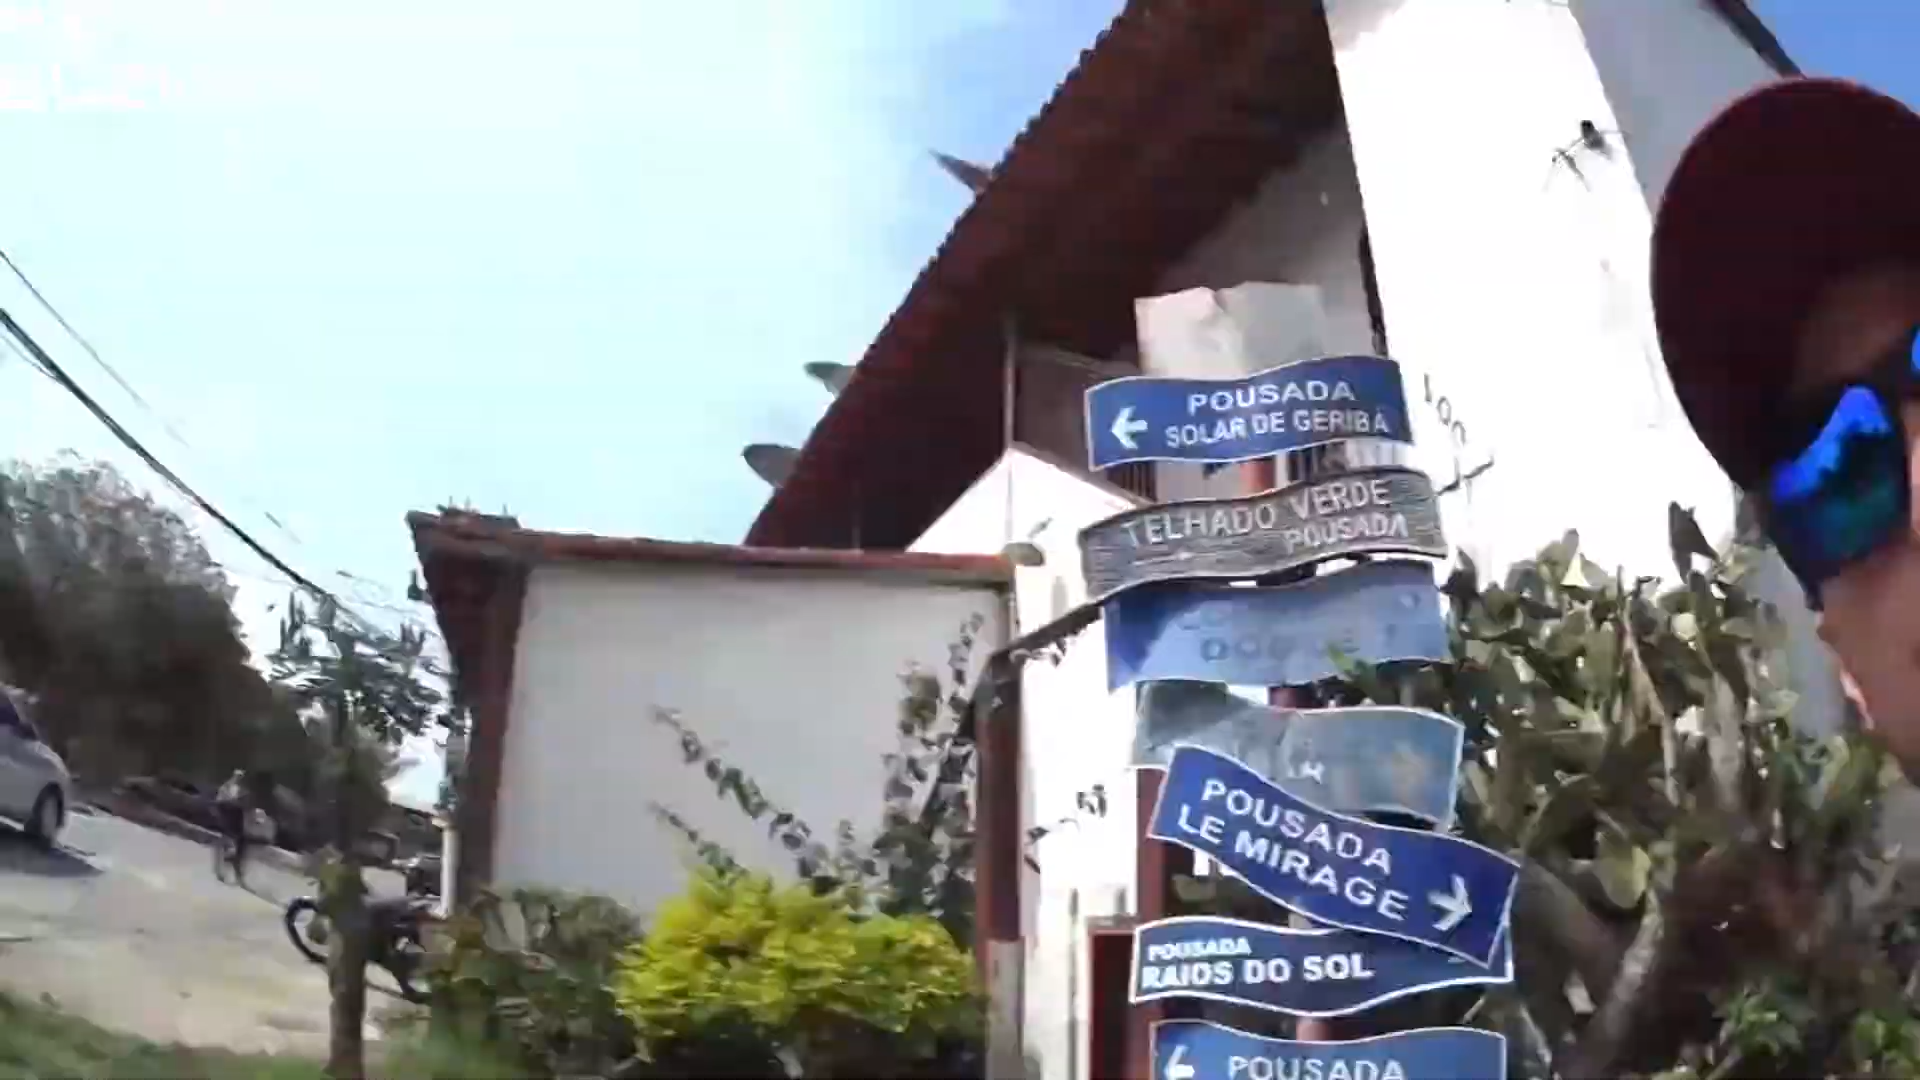 POUSADA
SOLAR DE GERIBÁ
TELHADO VERDE
POUSADA
POUSADA
LE MIRAGE
POUSADA
RAIOS DO SOL
POUSADA